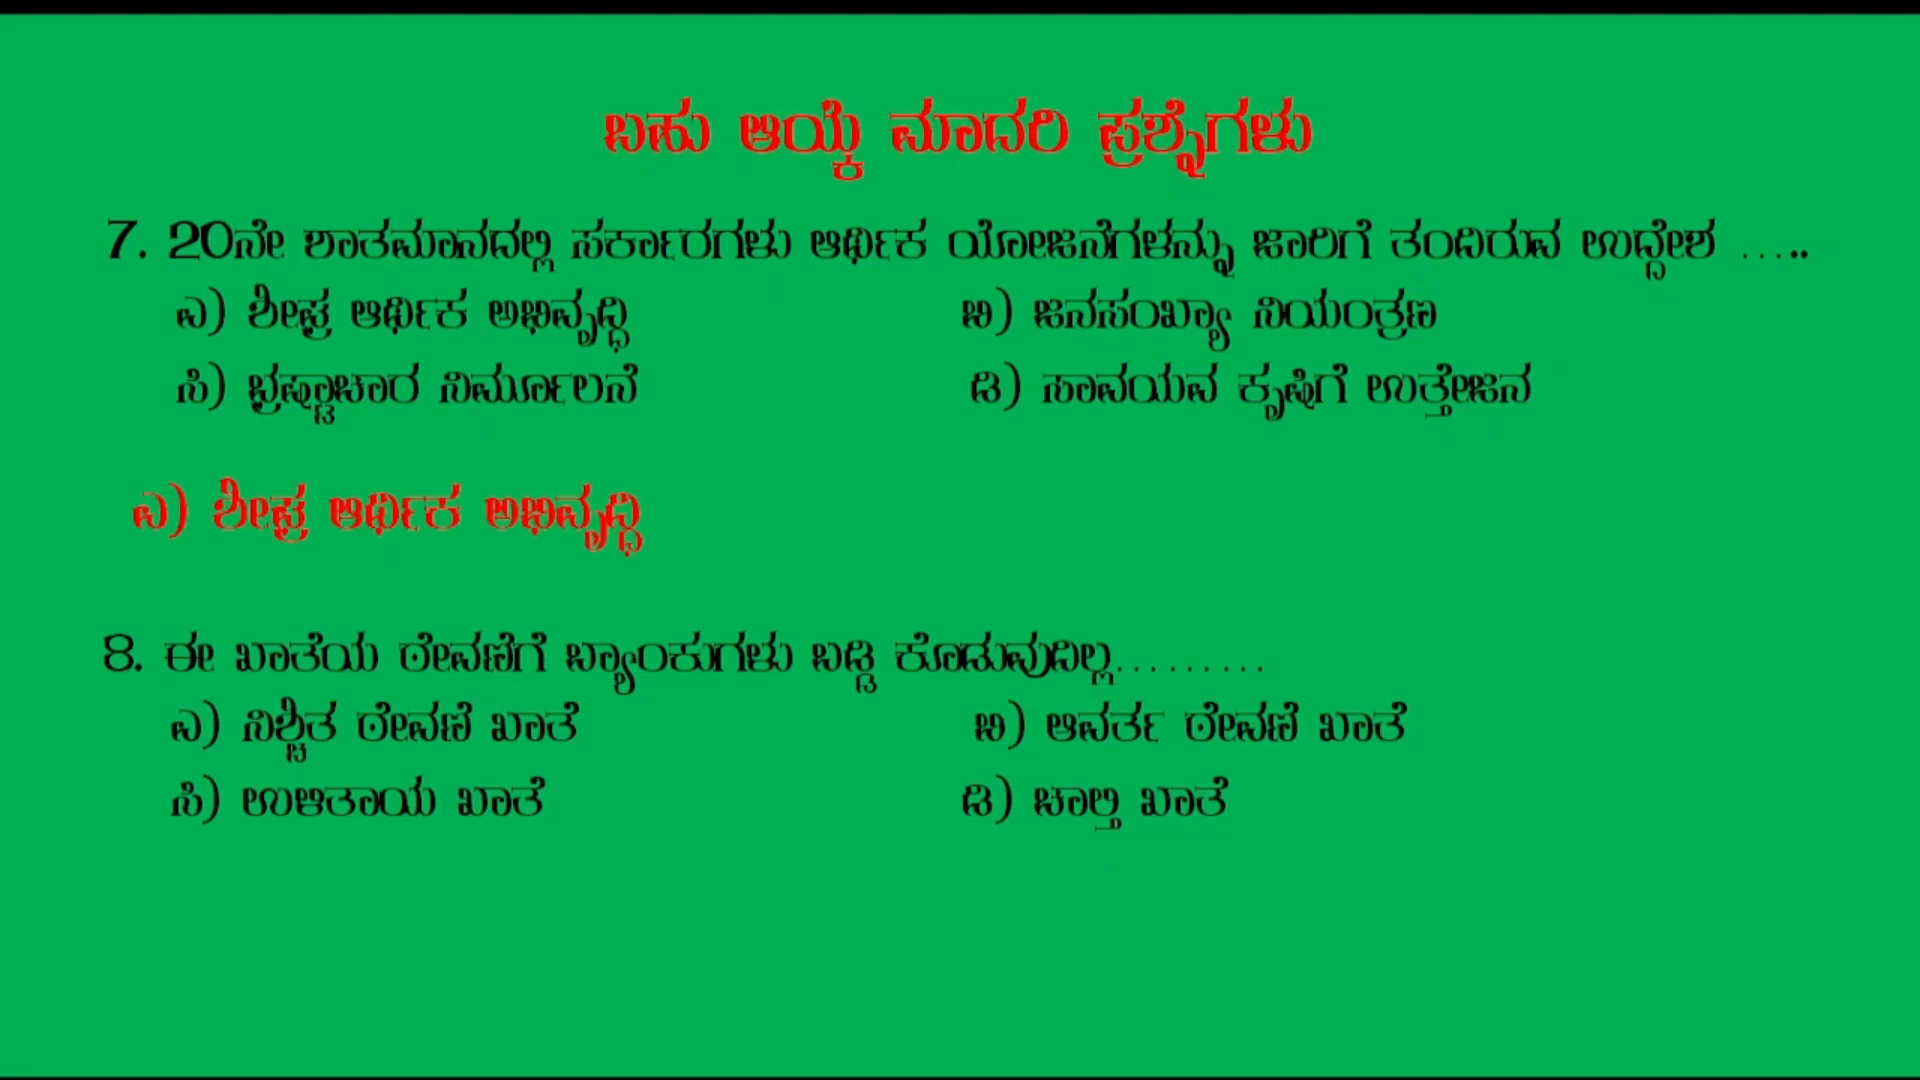 ಬಹು ಆಯ್ಕೆ ಮಾದರಿ ಪ್ರಶ್ನೆಗಳು
7. 20ನೇ ಶಾತಮಾನದಲ್ಲಿ ಸರ್ಕಾರಗಳು ಆರ್ಥಿಕ ಯೋಜನೆಗಳನ್ನು ಜಾರಿಗೆ ತಂದಿರುವ ಉದ್ದೇಶ .....
ಎ) ಶೀಘ್ರ ಆರ್ಥಿಕ ಅಭಿವೃದ್ಧಿ ಬಿ) ಜನಸಂಖ್ಯಾ ನಿಯಂತ್ರಣ
ಸಿ) ಭ್ರಷ್ಟಾಚಾರ ನಿರ್ಮೂಲನೆ ಡಿ) ಸಾವಯವ ಕೃಷಿಗೆ ಉತ್ತೇಜನ
ಎ) ಶೀಘ್ರ ಆರ್ಥಿಕ ಅಭಿವೃದ್ಧಿ
8. ಈ ಖಾತೆಯ ಠೇವಣಿಗೆ ಬ್ಯಾಂಕುಗಳು ಬಡ್ಡಿ ಕೊಡುವುದಿಲ್ಲ.........
ಎ) ನಿಶ್ಚಿತ ಠೇವಣಿ ಖಾತೆ ಬಿ) ಆವರ್ತ ಠೇವಣಿ ಖಾತೆ
ಸಿ) ಉಳಿತಾಯ ಖಾತೆ ಡಿ) ಚಾಲ್ತಿ ಖಾತೆ